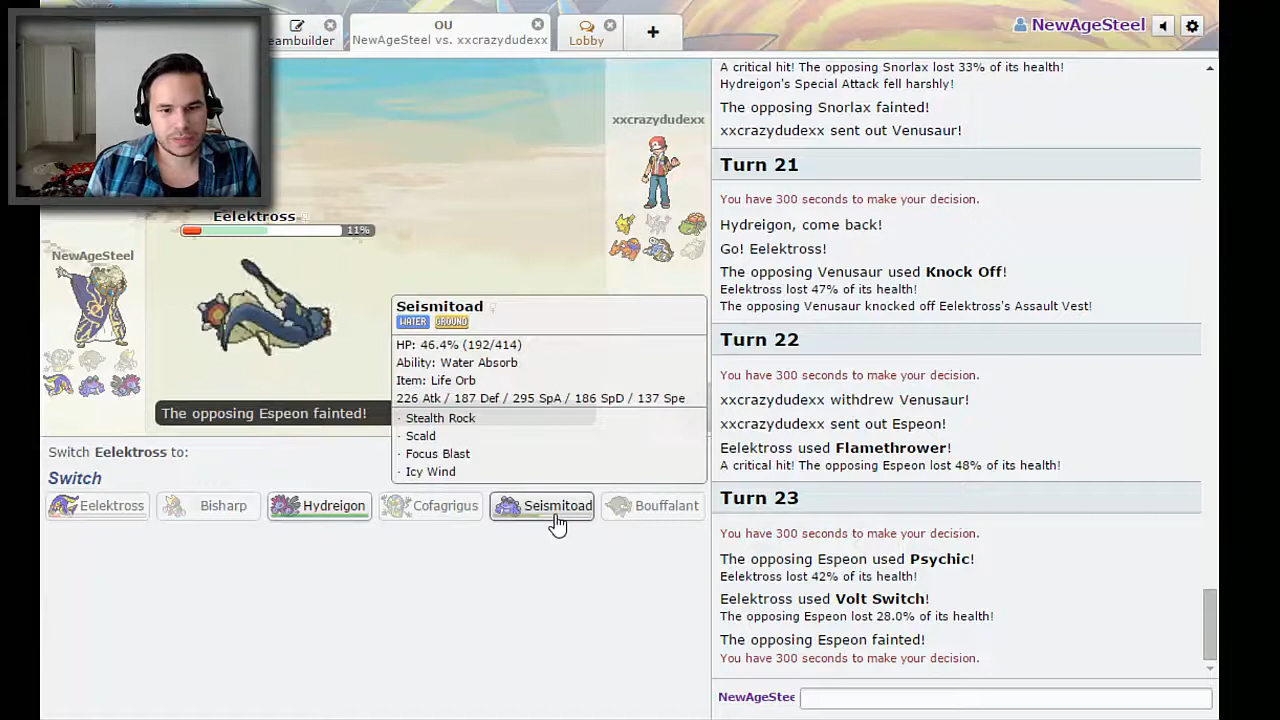 eambuilder
OU
NewAgeSteel vs. xxcrazydudexx
Lobby
NewAgeSteel
A critical hit! The opposing Snorlax lost 33% of its health!
Hydreigon's Special Attack fell harshly!
The opposing Snorlax fainted!
xxcrazydudexx sent out Venusaur!
Turn 21
You have 300 seconds to make your decision.
Hydreigon, come back!
Go! Eelektross!
The opposing Venusaur used Knock Off!
Eelektross lost 47% of its health!
The opposing Venusaur knocked off Eelektross's Assault Vest!
Turn 22
You have 300 seconds to make your decision.
xxcrazydudexx withdrew Venusaur!
xxcrazydudexx sent out Espeon!
Eelektross used Flamethrower!
A critical hit! The opposing Espeon lost 48% of its health!
Turn 23
You have 300 seconds to make your decision.
The opposing Espeon used Psychic!
Eelektross lost 42% of its health!
Eelektross used Volt Switch!
The opposing Espeon lost 28.0% of its health!
The opposing Espeon fainted!
You have 300 seconds to make your decision.
NewAgeStee
xxcrazydudexx
Eelektross
11%
NewAgeSteel
Seismitoad
WATER GROUND
HP: 46.4% (192/414)
Ability: Water Absorb
Item: Life Orb
226 Atk / 187 Def / 295 SpA / 186 SpD / 137 Spe
· Stealth Rock
· Scald
· Focus Blast
· Icy Wind
The opposing Espeon fainted!
Switch Eelektross to:
Switch
Eelektross
Bisharp
Hydreigon
Cofagrigus
Seismitoad
Bouffalant